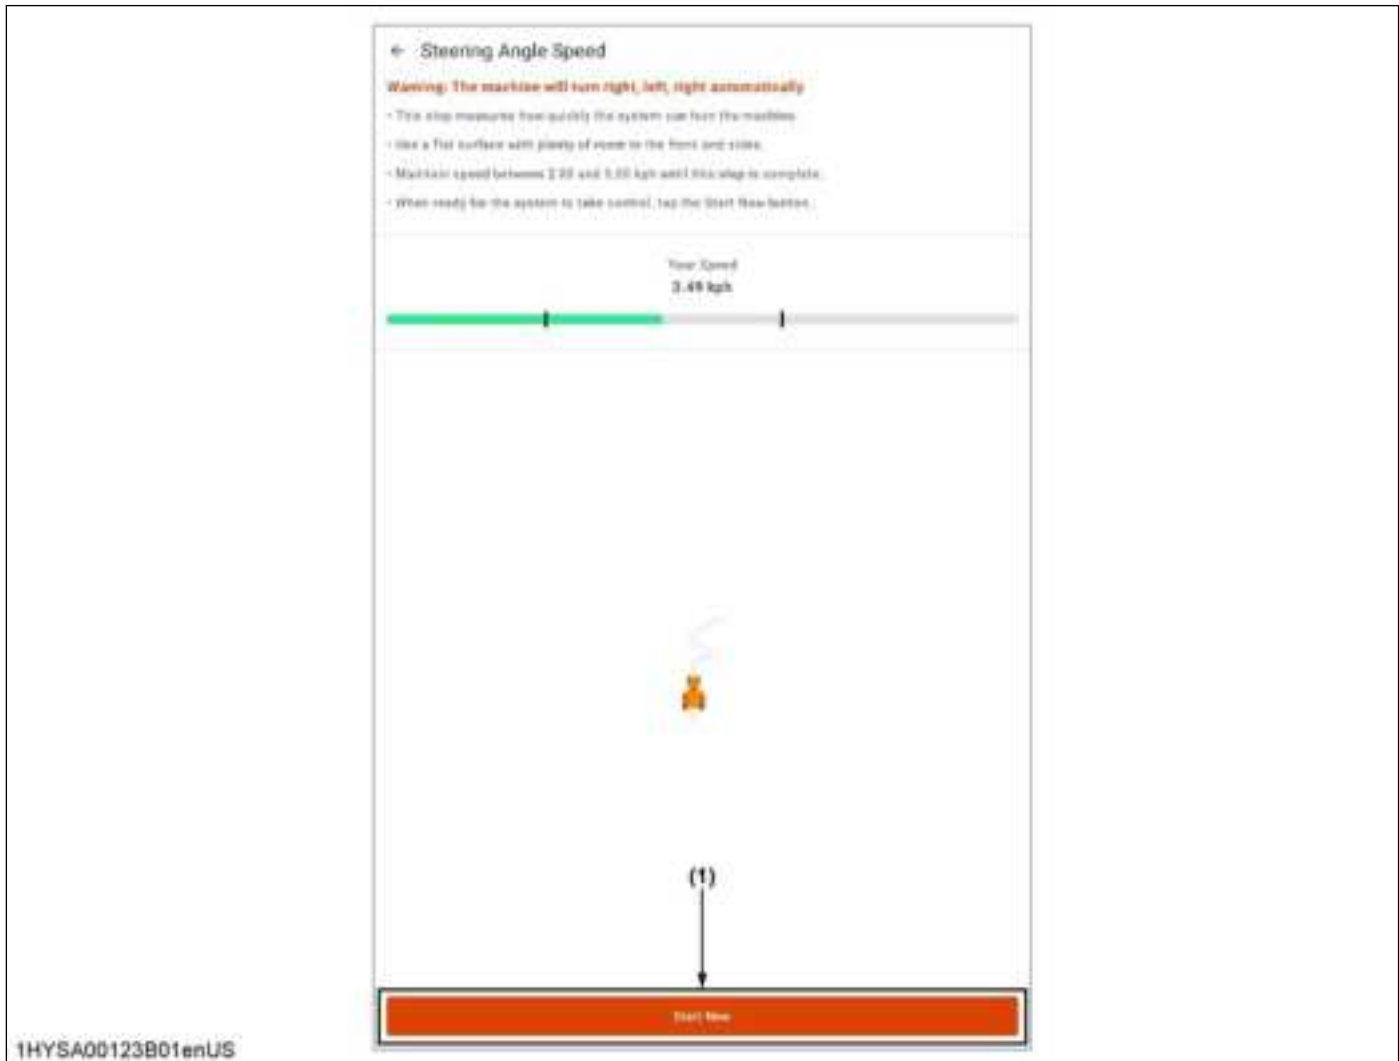 ← Steering Angle Speed
Warning: The machine will turn right, left, right automatically
• This step measures how quickly the system can turn the machine.
• Use a flat surface with plenty of room to the front and sides.
• Maintain speed between 2.00 and 5.00 kph until this step is complete.
• When ready for the system to take control, tap the Start Now button.
Your Speed
3.49 kph
(1)
Start Now
1HYSA00123B01enUS